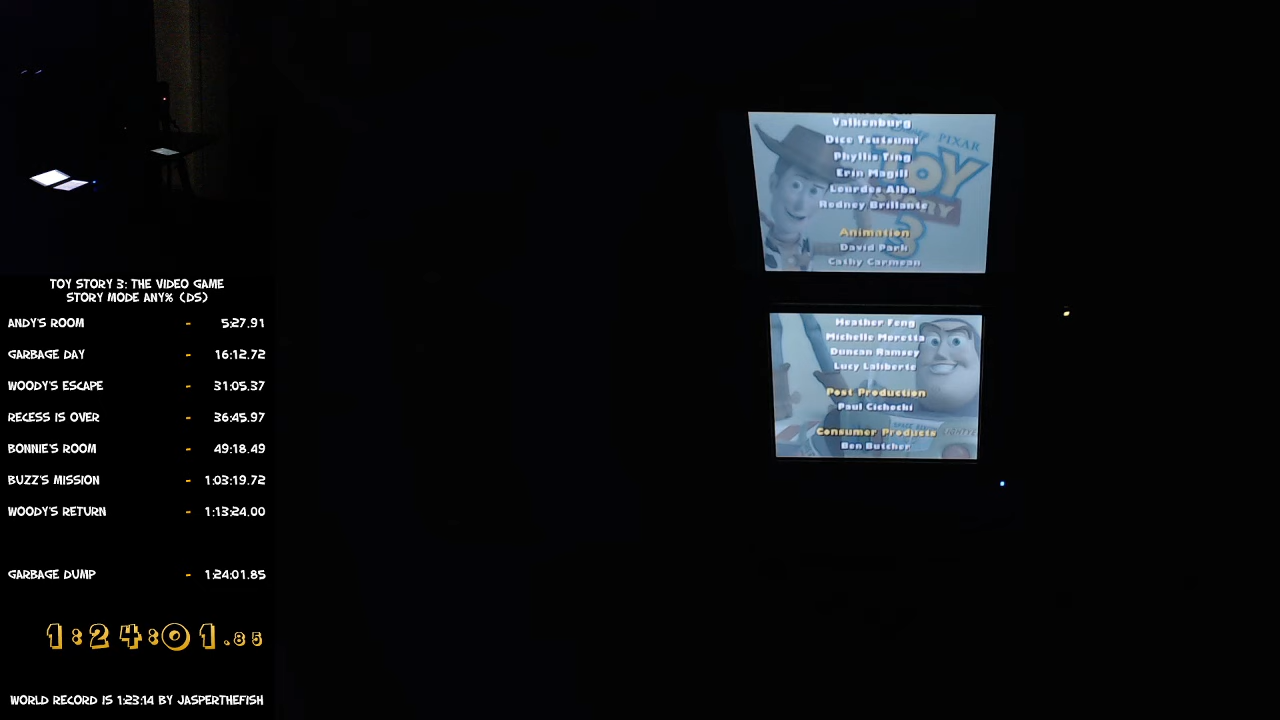 TOY STORY 3: THE VIDEO GAME
STORY MODE ANY% (DS)
ANDY'S ROOM - 5:27.91
GARBAGE DAY - 16:12.72
WOODY'S ESCAPE - 31:05.37
RECESS IS OVER - 36:45.97
BONNIE'S ROOM - 49:18.49
BUZZ'S MISSION - 1:03:19.72
WOODY'S RETURN - 1:13:24.00
GARBAGE DUMP - 1:24:01.85
1:24:01.85
WORLD RECORD IS 1:23:14 BY JASPERTHEFISH
Valkenburg
Dice Tsutsumi
Phyllis Ting
Erin Magill
Lourdes Alba
Rodney Brillante
Animation
David Park
Cathy Carmean
DISNEY · PIXAR
TOY
STORY
3
Heather Feng
Michelle Moretta
Duncan Ramsey
Lucy Laliberte
Post Production
Paul Cichocki
Consumer Products
Ben Butcher